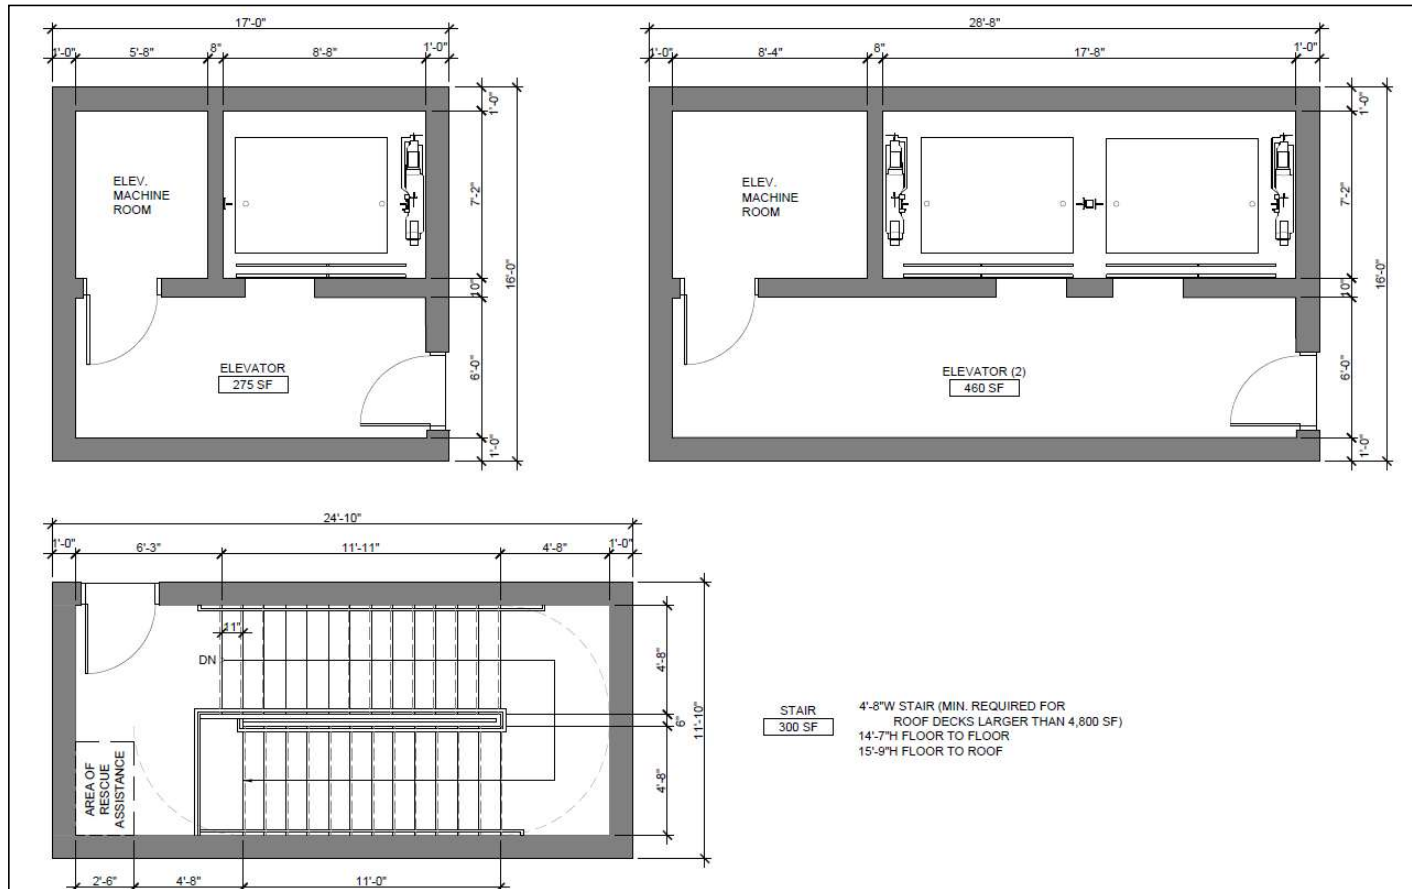 17'-0"
1'-0" 5'-8" 8" 8'-8" 1'-0"
1'-0"
7'-2"
10"
6'-0"
1'-0"
16'-0"
ELEV.
MACHINE
ROOM
ELEVATOR
275 SF
28'-8"
1'-0" 8'-4" 8" 17'-8" 1'-0"
1'-0"
7'-2"
10"
6'-0"
1'-0"
16'-0"
ELEV.
MACHINE
ROOM
ELEVATOR (2)
460 SF
24'-10"
1'-0" 6'-3" 11'-11" 4'-8" 1'-0"
11"
DN
4'-8"
6"
4'-8"
11'-10"
AREA OF
RESCUE
ASSISTANCE
2'-6" 4'-8" 11'-0"
STAIR
300 SF
4'-8"W STAIR (MIN. REQUIRED FOR
ROOF DECKS LARGER THAN 4,800 SF)
14'-7"H FLOOR TO FLOOR
15'-9"H FLOOR TO ROOF